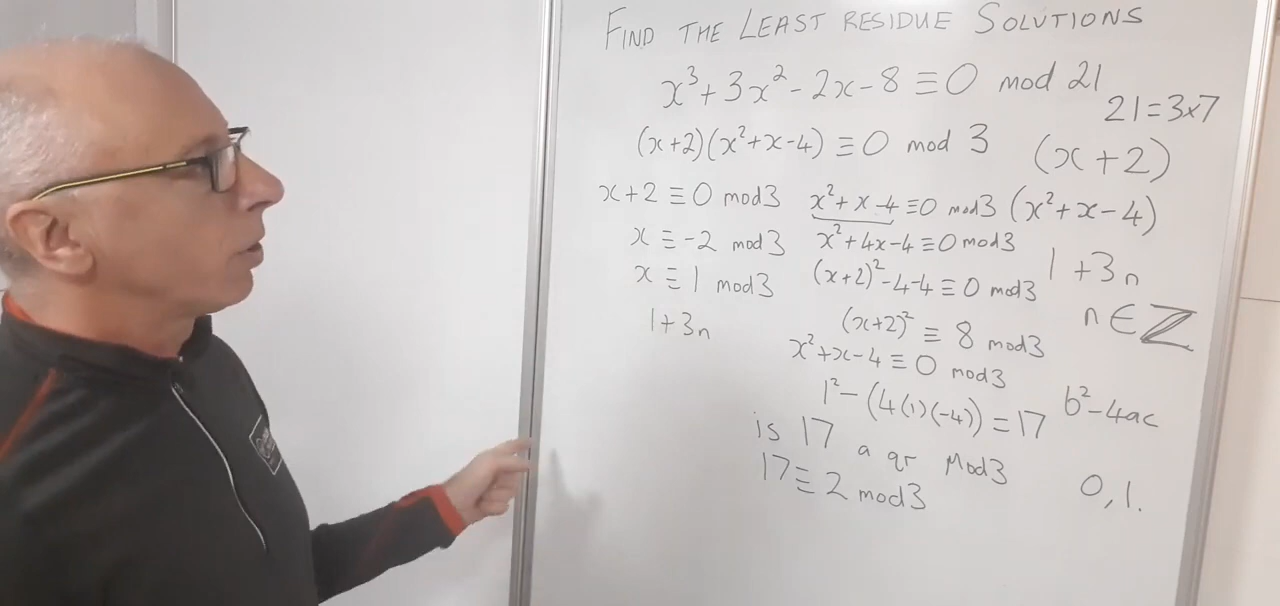 FIND THE LEAST RESIDUE SOLUTIONS
x³+3x²-2x-8≡0 mod 21
21=3x7
(x+2)(x²+x-4)≡0 mod 3
(x+2)
x+2≡0 mod3
x²+x-4≡0 mod3
(x²+x-4)
x≡-2 mod3
x²+4x-4≡0 mod3
1+3n
x≡1 mod3
(x+2)²-4-4≡0 mod3
n∈ℤ
1+3n
(x+2)²≡8 mod3
x²+x-4≡0 mod3
1²-(4(1)(-4))=17
b²-4ac
is 17 a qr Mod3
17≡2 mod3
0,1.